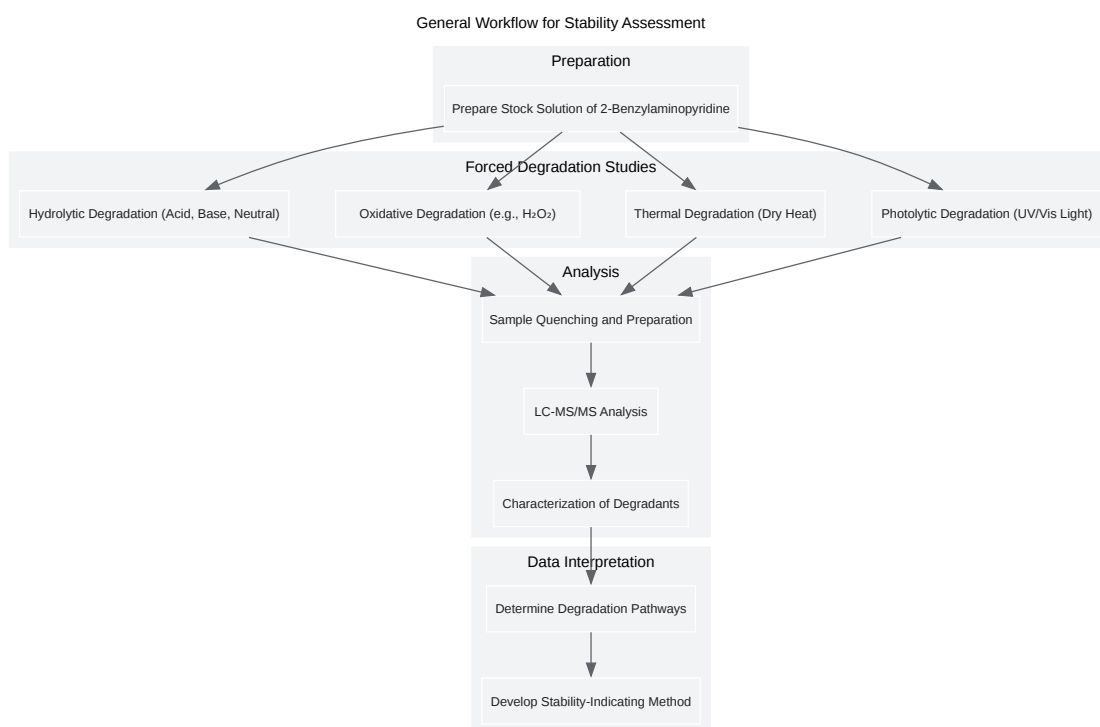 General Workflow for Stability Assessment
Preparation
Prepare Stock Solution of 2-Benzylaminopyridine
Forced Degradation Studies
Hydrolytic Degradation (Acid, Base, Neutral)
Oxidative Degradation (e.g., H₂O₂)
Thermal Degradation (Dry Heat)
Photolytic Degradation (UV/Vis Light)
Analysis
Sample Quenching and Preparation
LC-MS/MS Analysis
Characterization of Degradants
Data Interpretation
Determine Degradation Pathways
Develop Stability-Indicating Method